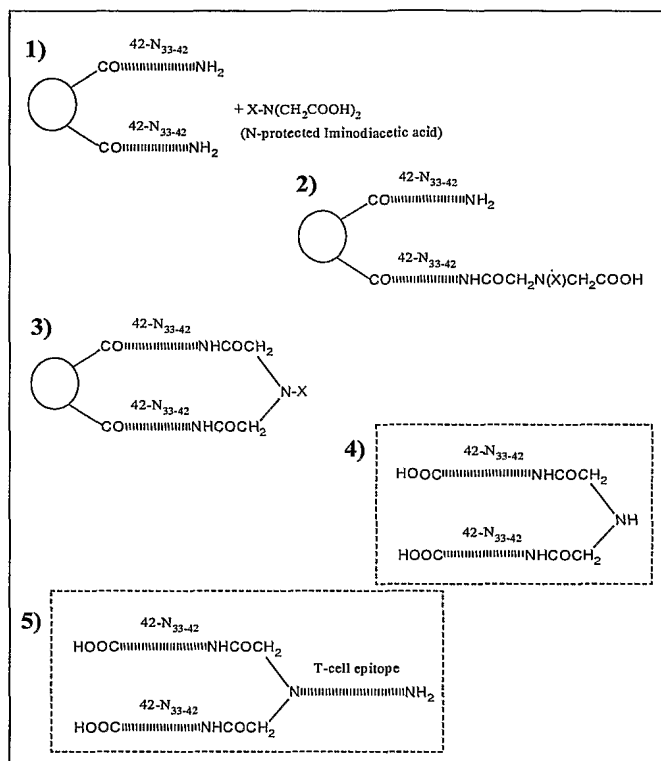 1)
42-N33-42
CO NH2
42-N33-42
CO NH2
+ X-N(CH2COOH)2
(N-protected Iminodiacetic acid)
2)
42-N33-42
CO NH2
42-N33-42
CO NHCOCH2N(X)CH2COOH
3)
42-N33-42
CO NHCOCH2
N-X
42-N33-42
CO NHCOCH2
4)
42-N33-42
HOOC NHCOCH2
NH
42-N33-42
HOOC NHCOCH2
5)
42-N33-42
HOOC NHCOCH2
T-cell epitope
N NH2
42-N33-42
HOOC NHCOCH2